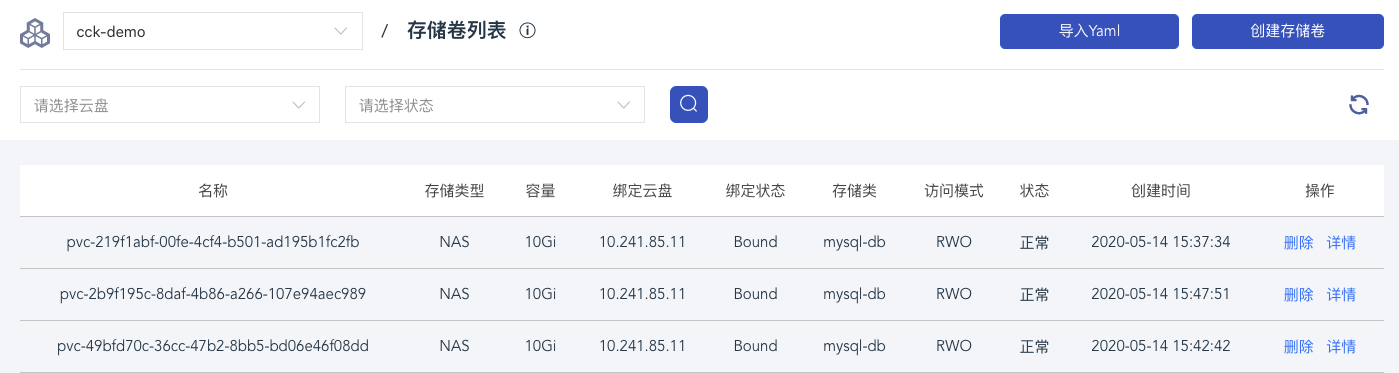 cck-demo / 存储卷列表 导入Yaml 创建存储卷
请选择云盘 请选择状态
名称 存储类型 容量 绑定云盘 绑定状态 存储类 访问模式 状态 创建时间 操作
pvc-219f1abf-00fe-4cf4-b501-ad195b1fc2fb NAS 10Gi 10.241.85.11 Bound mysql-db RWO 正常 2020-05-14 15:37:34 删除 详情
pvc-2b9f195c-8daf-4b86-a266-107e94aec989 NAS 10Gi 10.241.85.11 Bound mysql-db RWO 正常 2020-05-14 15:47:51 删除 详情
pvc-49bfd70c-36cc-47b2-8bb5-bd06e46f08dd NAS 10Gi 10.241.85.11 Bound mysql-db RWO 正常 2020-05-14 15:42:42 删除 详情